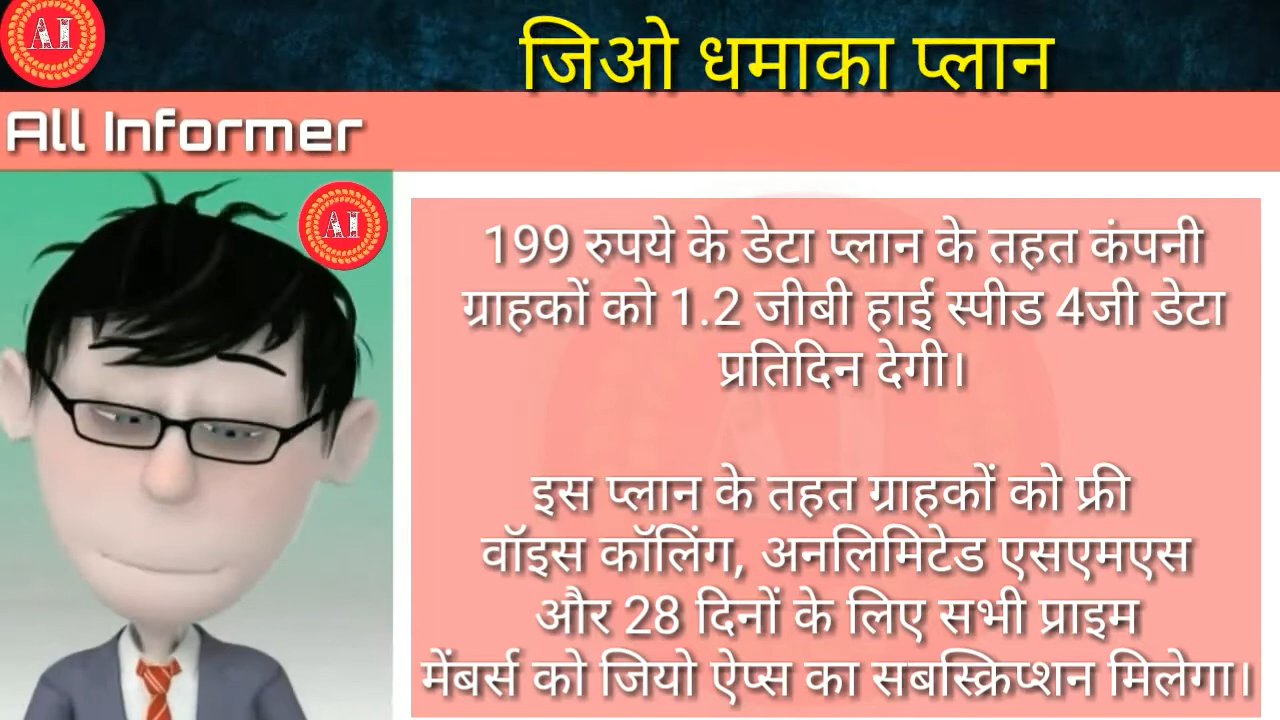 AI
जिओ धमाका प्लान
All Informer
AI
199 रुपये के डेटा प्लान के तहत कंपनी
ग्राहकों को 1.2 जीबी हाई स्पीड 4जी डेटा
प्रतिदिन देगी।
इस प्लान के तहत ग्राहकों को फ्री
वॉइस कॉलिंग, अनलिमिटेड एसएमएस
और 28 दिनों के लिए सभी प्राइम
मेंबर्स को जियो ऐप्स का सबस्क्रिप्शन मिलेगा।